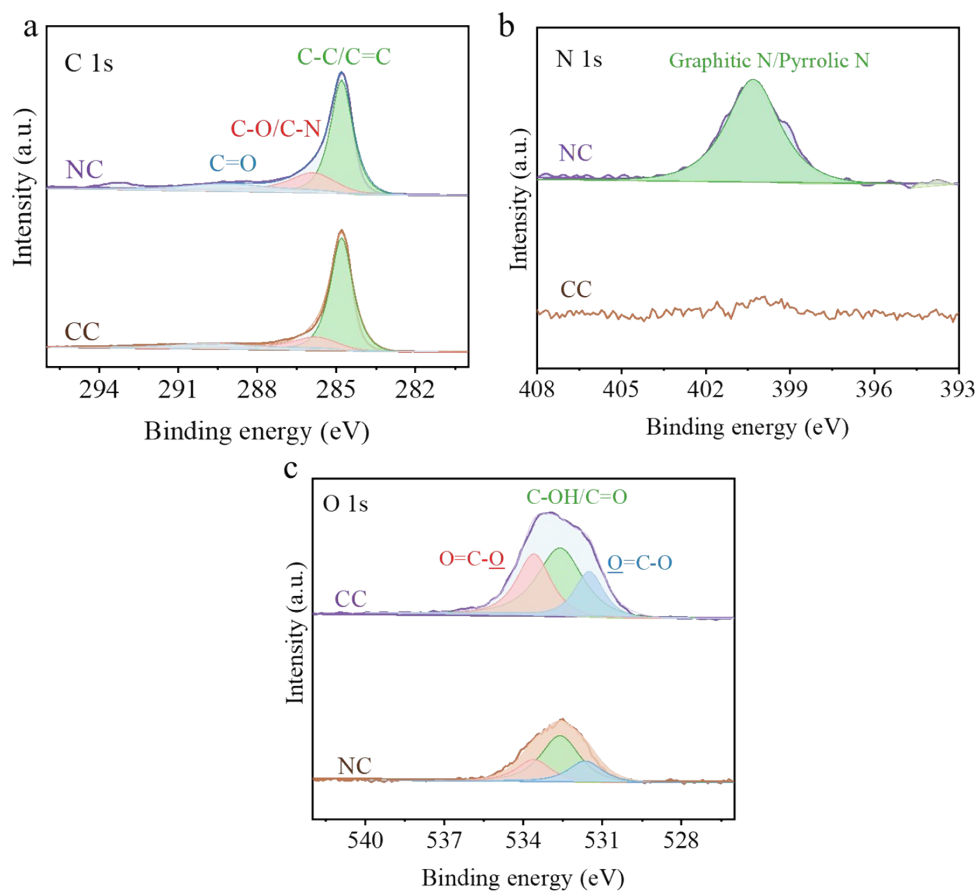 a
C 1s
C-C/C=C
C-O/C-N
C=O
NC
CC
Intensity (a.u.)
294 291 288 285 282
Binding energy (eV)
b
N 1s
Graphitic N/Pyrrolic N
NC
CC
Intensity (a.u.)
408 405 402 399 396 393
Binding energy (eV)
c
O 1s
C-OH/C=O
O=C-O
O=C-O
CC
NC
Intensity (a.u.)
540 537 534 531 528
Binding energy (eV)